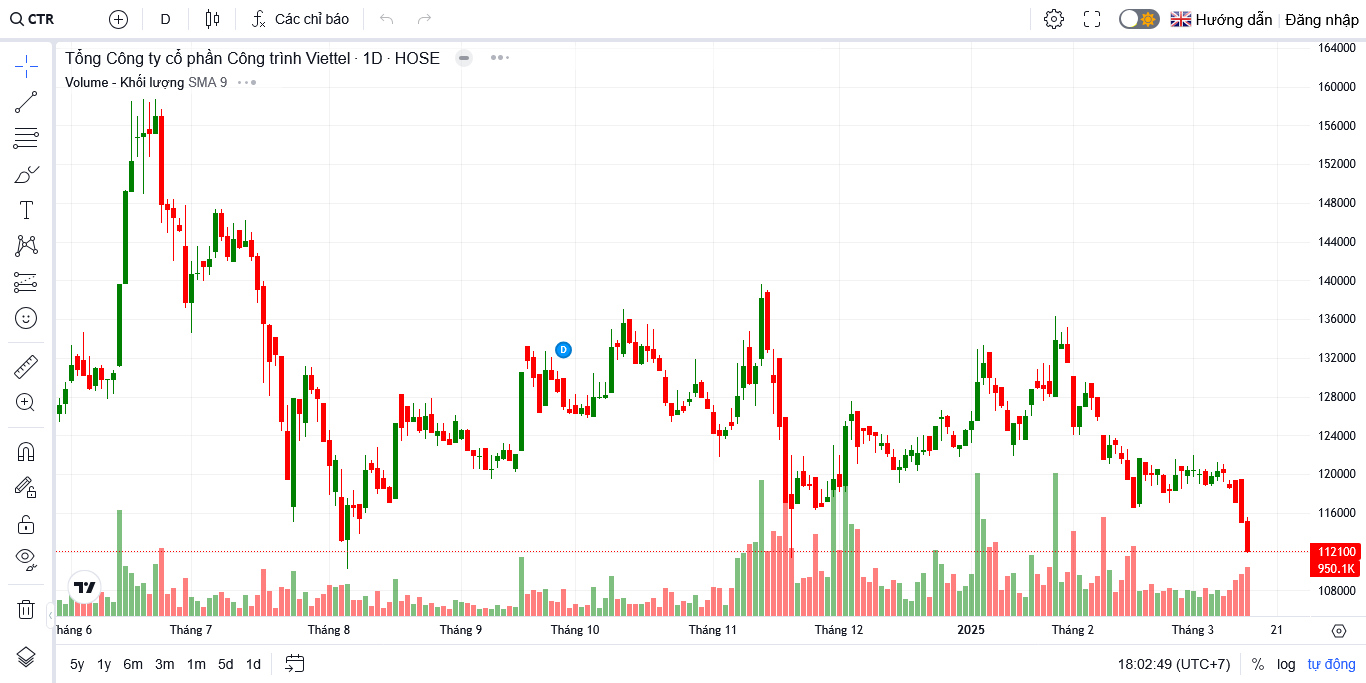 CTR D Các chỉ báo Hướng dẫn Đăng nhập
Tổng Công ty cổ phần Công trình Viettel · 1D · HOSE
Volume - Khối lượng SMA 9
164000
160000
156000
152000
148000
144000
140000
136000
132000
128000
124000
120000
116000
112100
950.1K
108000
D
háng 6 Tháng 7 Tháng 8 Tháng 9 Tháng 10 Tháng 11 Tháng 12 2025 Tháng 2 Tháng 3 21
5y 1y 6m 3m 1m 5d 1d 18:02:49 (UTC+7) % log tự động